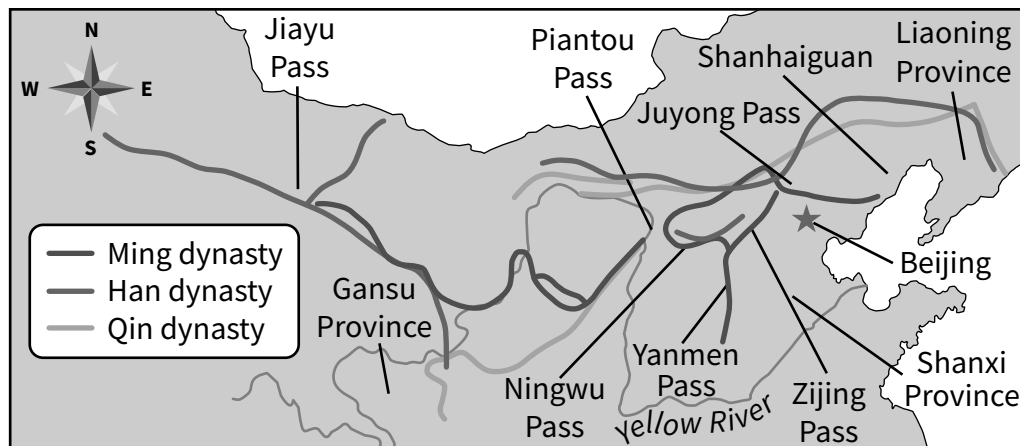 N
W
E
S
Jiayu
Pass
Piantou
Pass
Shanhaiguan
Liaoning
Province
Juyong Pass
Ming dynasty
Han dynasty
Qin dynasty
Gansu
Province
Beijing
Ningwu
Pass
Yanmen
Pass
Yellow River
Zijing
Pass
Shanxi
Province